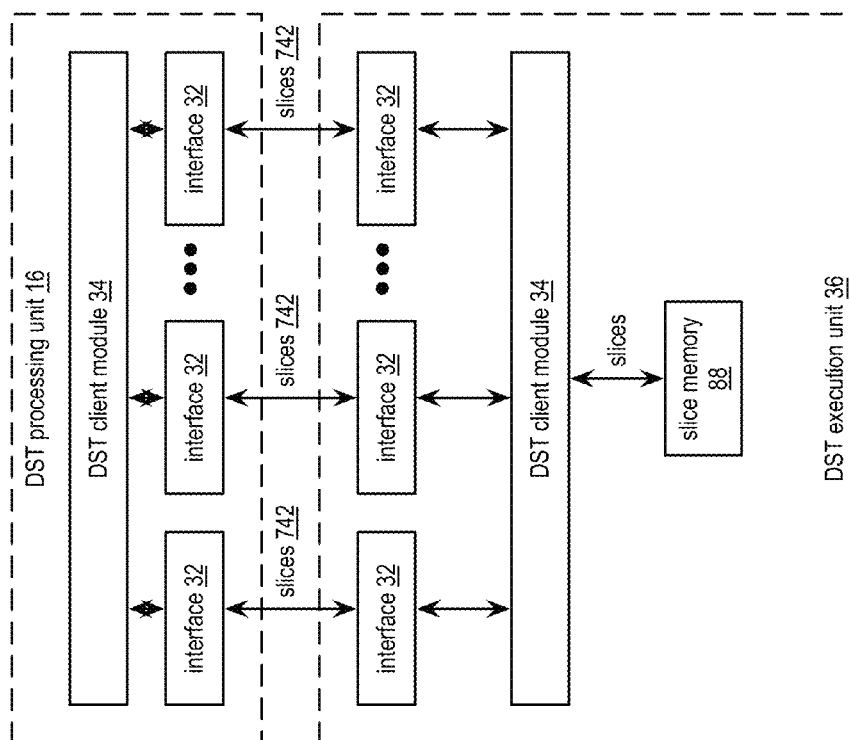 DST processing unit 16
DST client module 34
interface 32
interface 32
interface 32
slices 742
slices 742
slices 742
interface 32
interface 32
interface 32
DST client module 34
slices
slice memory
88
DST execution unit 36